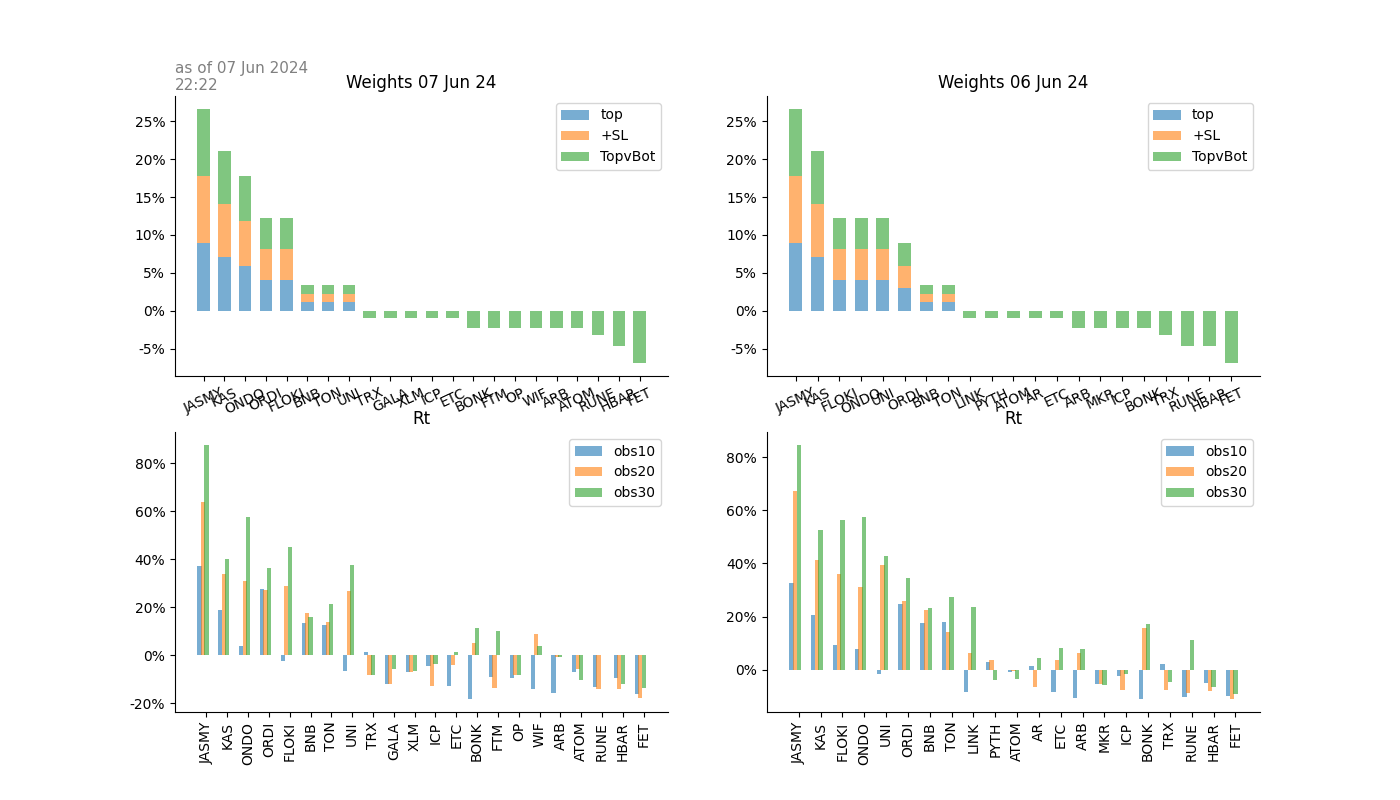 as of 07 Jun 2024
22:22
Weights 07 Jun 24
25%
20%
15%
10%
5%
0%
-5%
top
+SL
TopvBot
JASMY KAS ONDO ORDI FLOKI BNB TON UNI TRX GALA XLM ICP ETC BONK FTM OP WIF ARB ATOM RUNE HBAR FET
Weights 06 Jun 24
25%
20%
15%
10%
5%
0%
-5%
top
+SL
TopvBot
JASMY KAS FLOKI ONDO UNI ORDI BNB TON LINK PYTH ATOM AR ETC ARB MKR ICP BONK TRX RUNE HBAR FET
Rt
80%
60%
40%
20%
0%
-20%
obs10
obs20
obs30
JASMY KAS ONDO ORDI FLOKI BNB TON UNI TRX GALA XLM ICP ETC BONK FTM OP WIF ARB ATOM RUNE HBAR FET
Rt
80%
60%
40%
20%
0%
obs10
obs20
obs30
JASMY KAS FLOKI ONDO UNI ORDI BNB TON LINK PYTH ATOM AR ETC ARB MKR ICP BONK TRX RUNE HBAR FET